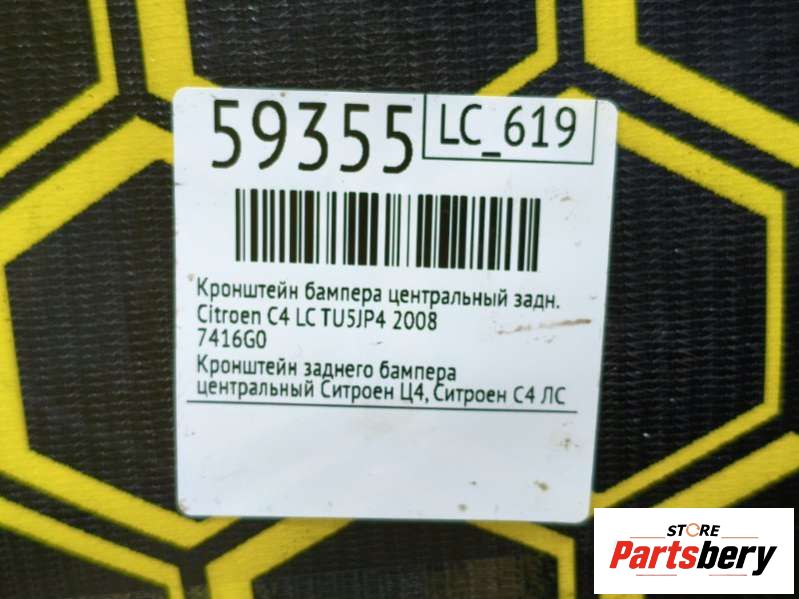 59355
LC_619
Кронштейн бампера центральный задн.
Citroen C4 LC TU5JP4 2008
7416G0
Кронштейн заднего бампера
центральный Ситроен Ц4, Ситроен С4 ЛС
STORE
Partsbery